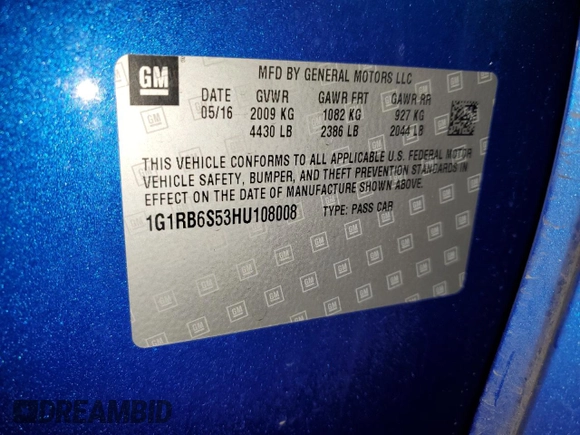 GM
®
MFD BY GENERAL MOTORS LLC
DATE GVWR GAWR FRT GAWR RR
05/16 2009 KG 1082 KG 927 KG
4430 LB 2386 LB 2044 LB
THIS VEHICLE CONFORMS TO ALL APPLICABLE U.S. FEDERAL MOTOR
VEHICLE SAFETY, BUMPER, AND THEFT PREVENTION STANDARDS IN
EFFECT ON THE DATE OF MANUFACTURE SHOWN ABOVE.
1G1RB6S53HU108008 TYPE: PASS CAR
DREAMBID